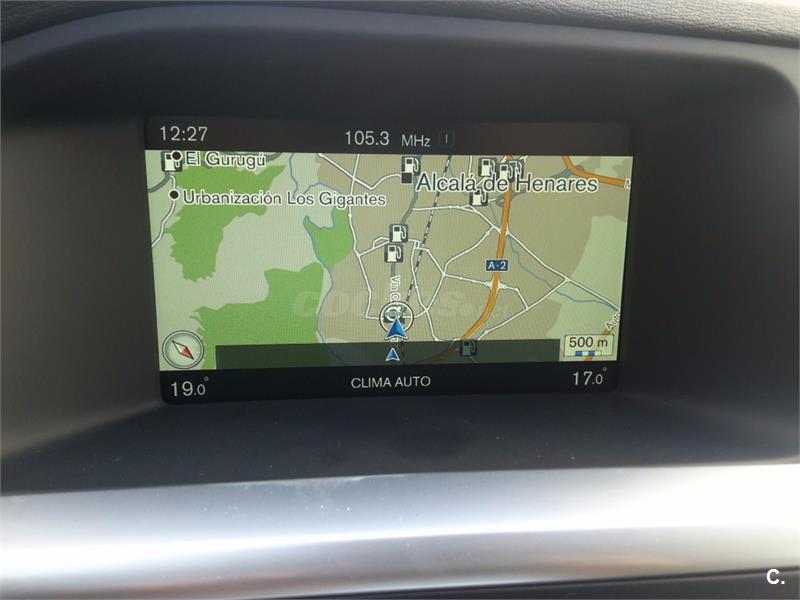 12:27
105.3 MHz I
El Gurugú
Alcalá de Henares
Urbanización Los Gigantes
A-2
Vía
500 m
19.0°
CLIMA AUTO
17.0°
C.